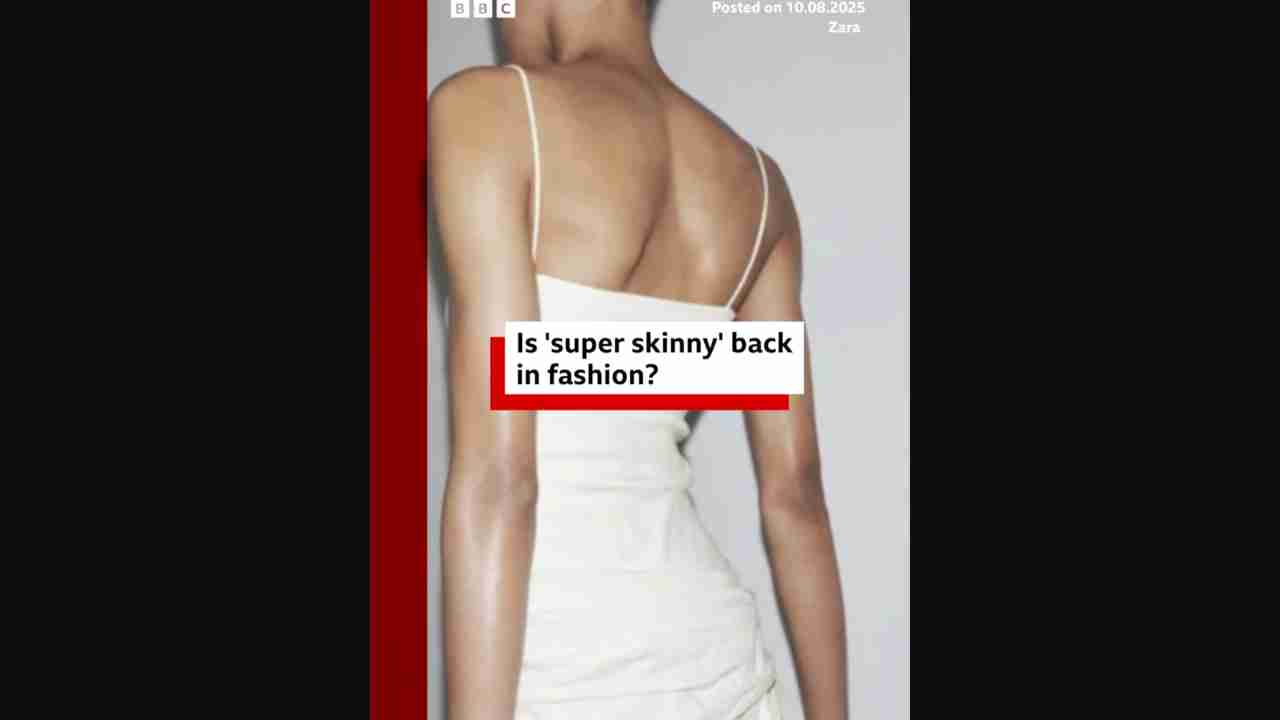 BBC
Posted on 10.08.2025
Zara
Is 'super skinny' back
in fashion?